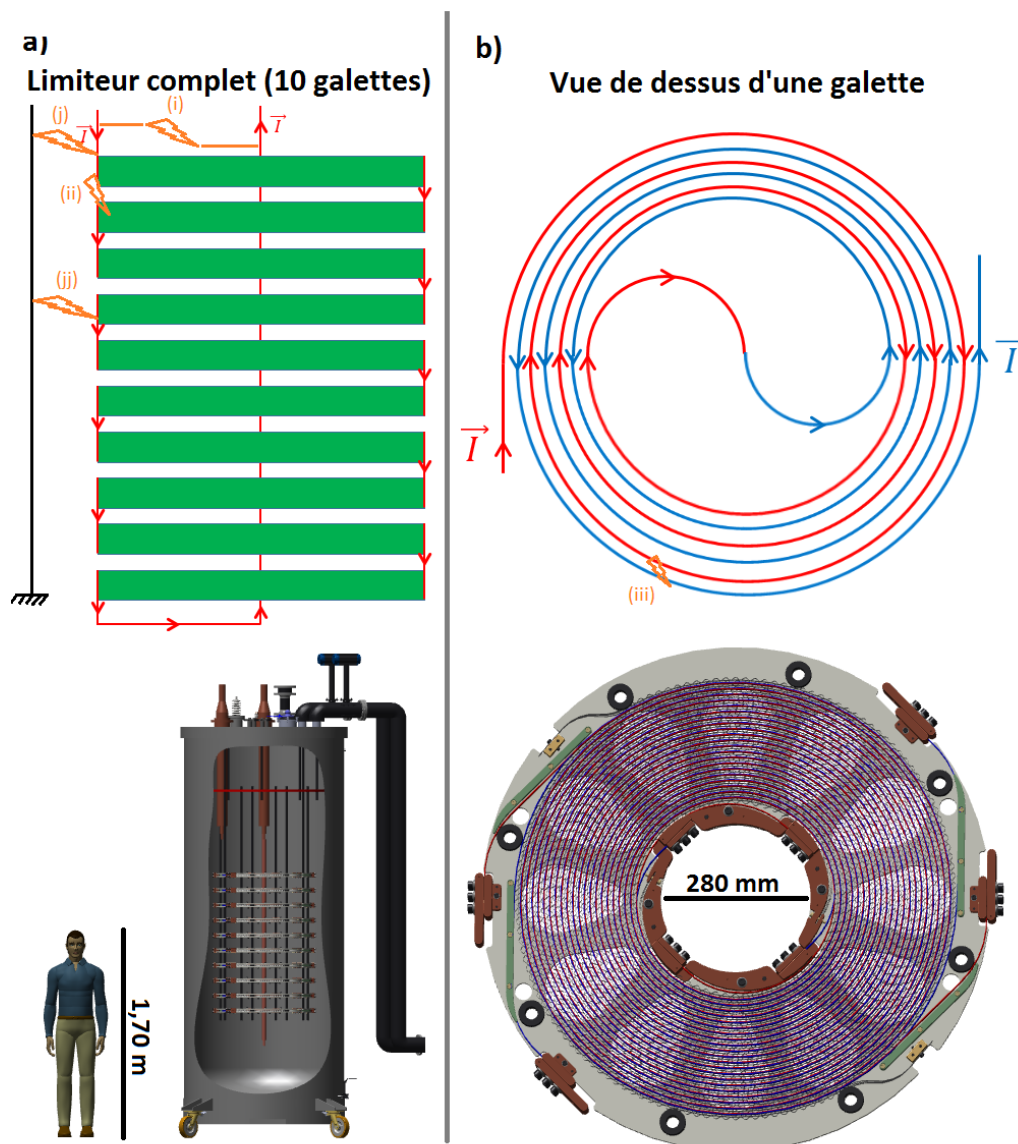 a)
Limiteur complet (10 galettes)
(j)
(i)
I
I
(ii)
(jj)
1,70 m
b)
Vue de dessus d'une galette
I
I
(iii)
280 mm